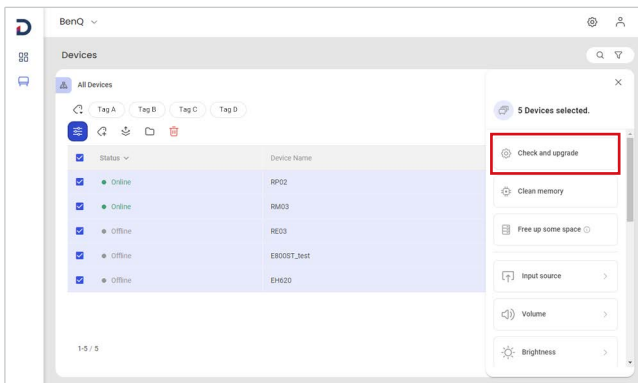 BenQ
Devices
All Devices
Tag A Tag B Tag C Tag D
5 Devices selected.
Status Device Name
Online RP02
Online RM03
Offline RE03
Offline E800ST_test
Offline EH620
1-5 / 5
Check and upgrade
Clean memory
Free up some space
Input source
Volume
Brightness